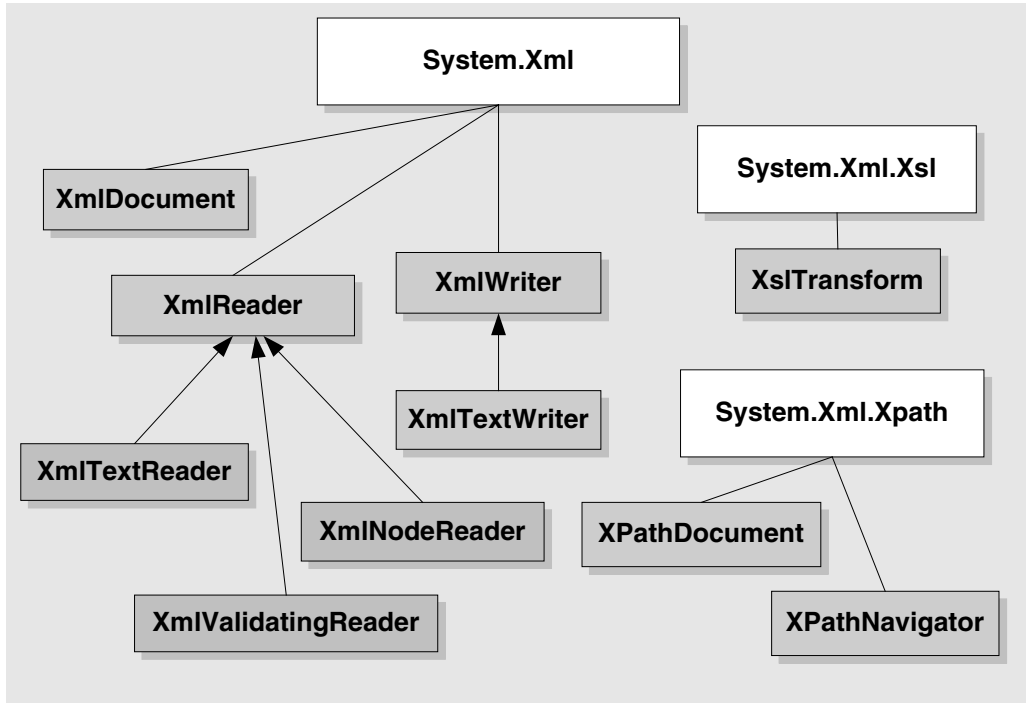 System.Xml
System.Xml.Xsl
XmlDocument
XslTransform
XmlWriter
XmlReader
System.Xml.Xpath
XmlTextWriter
XmlTextReader
XmlNodeReader
XPathDocument
XmlValidatingReader
XPathNavigator